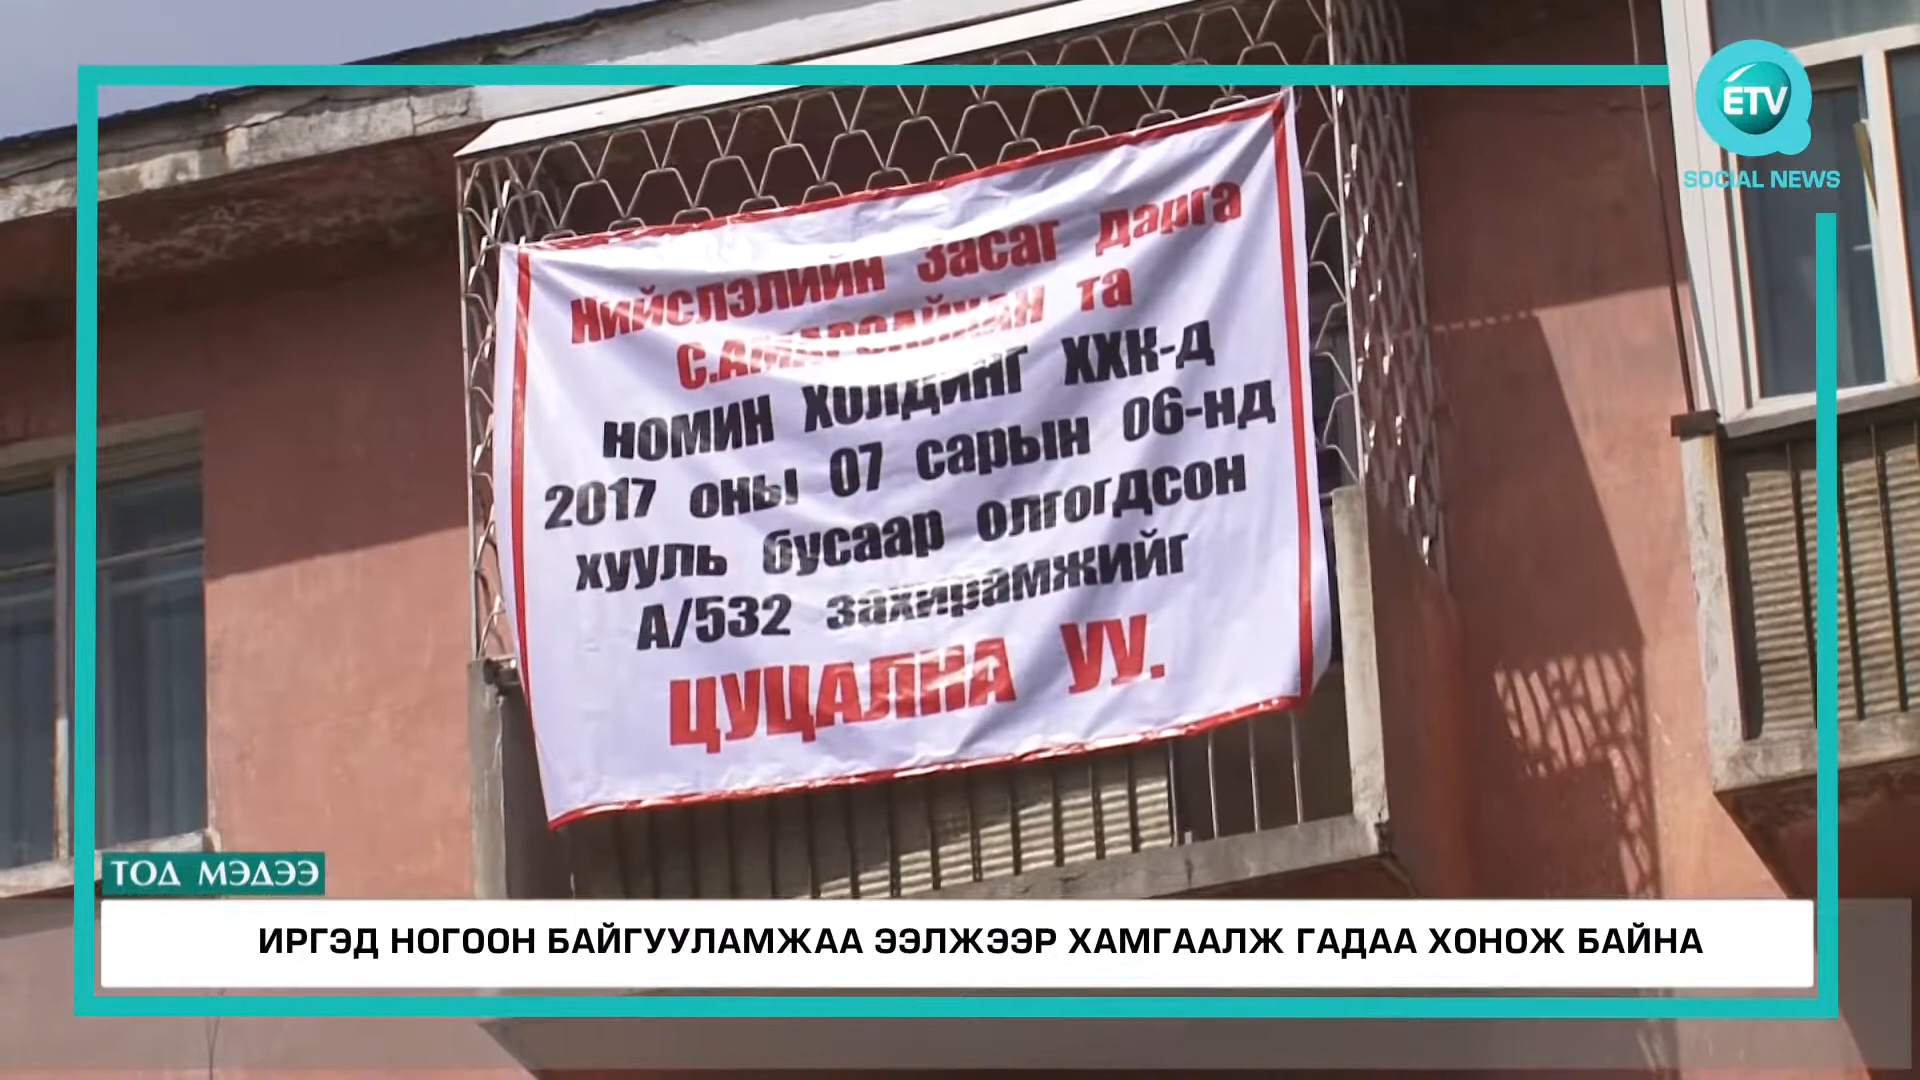 ETV
SOCIAL NEWS
Нийслэлийн Засаг дарга
С.АМАРСАЙХАН та
НОМИН ХОЛДИНГ ХХК-Д
2017 оны 07 сарын 06-нд
хууль бусаар олгогдсон
А/532 захирамжийг
ЦУЦАЛНА УУ.
ТОД МЭДЭЭ
ИРГЭД НОГООН БАЙГУУЛАМЖАА ЭЭЛЖЭЭР ХАМГААЛЖ ГАДАА ХОНОЖ БАЙНА